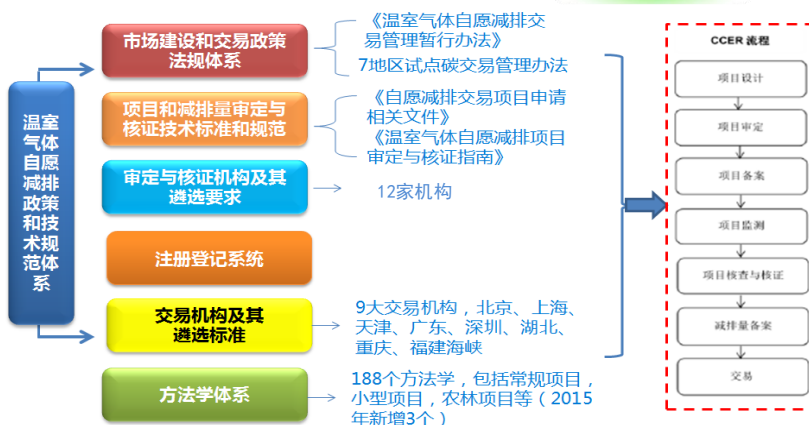 温室
气体
自愿
减排
政策
和技
术规
范体
系
市场建设和交易政策
法规体系
《温室气体自愿减排交
易管理暂行办法》
7地区试点碳交易管理办法
项目和减排量审定与
核证技术标准和规范
《自愿减排交易项目申请
相关文件》
《温室气体自愿减排项目
审定与核证指南》
审定与核证机构及其
遴选要求
12家机构
注册登记系统
交易机构及其
遴选标准
9大交易机构，北京、上海、
天津、广东、深圳、湖北、
重庆、福建海峡
方法学体系
188个方法学，包括常规项目，
小型项目，农林项目等（2015
年新增3个）
CCER 流程
项目设计
项目审定
项目备案
项目监测
项目核查与核证
减排量备案
交易